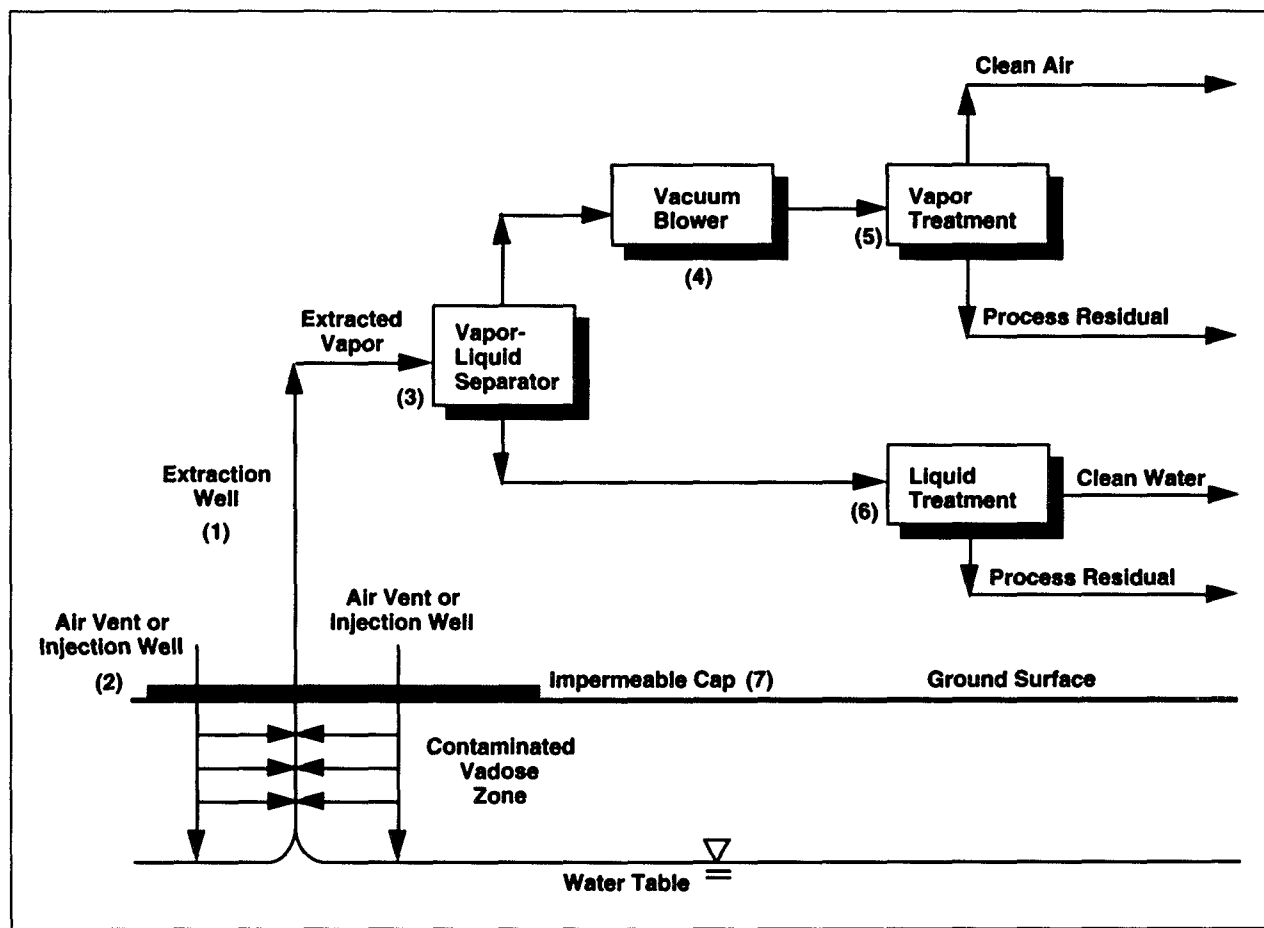 Clean Air
Vacuum
Blower
(4)
Vapor
Treatment
(5)
Process Residual
Extracted
Vapor
Vapor-
Liquid
Separator
(3)
Extraction
Well
(1)
Liquid
Treatment
(6)
Clean Water
Process Residual
Air Vent or
Injection Well
(2)
Air Vent or
Injection Well
Impermeable Cap (7)
Ground Surface
Contaminated
Vadose
Zone
Water Table